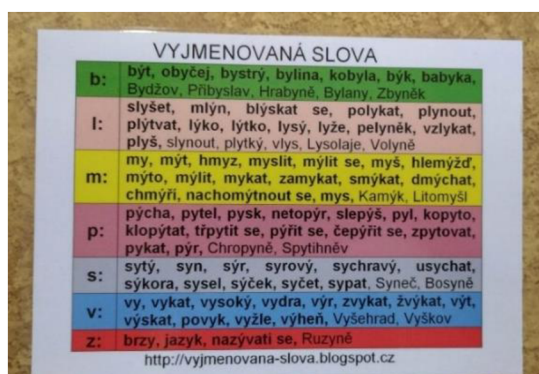 VYJMENOVANÁ SLOVA
b: být, obyčej, bystrý, bylina, kobyla, býk, babyka,
Bydžov, Přibyslav, Hrabyně, Bylany, Zbyněk
slyšet, mlýn, blýskat se, polykat, plynout,
l: plýtvat, lýko, lýtko, lysý, lyže, pelyněk, vzlykat,
plyš, slynout, plytký, vlys, Lysolaje, Volyně
my, mýt, hmyz, myslit, mýlit se, myš, hlemýžď,
m: mýto, mýlit, mykat, zamykat, smýkat, dmýchat,
chmýří, nachomýtnout se, mys, Kamýk, Litomyšl
pýcha, pytel, pysk, netopýr, slepýš, pyl, kopyto,
p: klopýtat, třpytit se, pýřit se, čepýřit se, zpytovat,
pykat, pýr, Chropyně, Spytihněv
s: sytý, syn, sýr, syrový, sychravý, usychat,
sýkora, sysel, sýček, syčet, sypat, Syneč, Bosyně
v: vy, vykat, vysoký, vydra, výr, zvykat, žvýkat, výt,
výskat, povyk, vyžle, výheň, Vyšehrad, Vyškov
z: brzy, jazyk, nazývati se, Ruzyně
http://vyjmenovana-slova.blogspot.cz